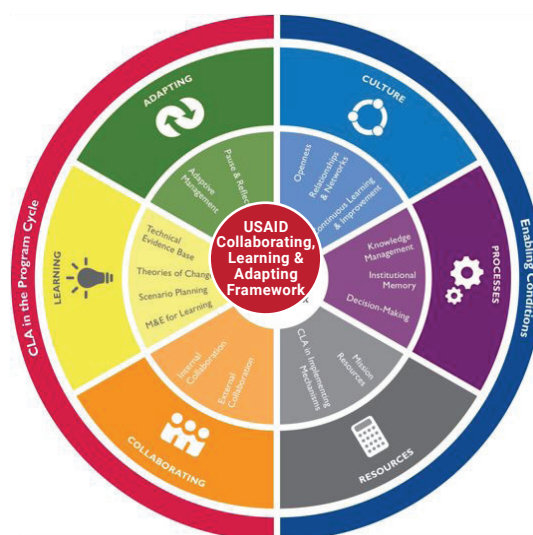 USAID
Collaborating,
Learning &
Adapting
Framework
CLA in the Program Cycle
Enabling Conditions
ADAPTING
Adaptive
Management
Pause & Reflect
CULTURE
Openness
Relationships
& Networks
Continuous Learning
& Improvement
LEARNING
Technical
Evidence Base
Theories of Change
Scenario Planning
M&E for Learning
PROCESSES
Knowledge
Management
Institutional
Memory
Decision-Making
COLLABORATING
Internal
Collaboration
External
Collaboration
RESOURCES
Mission
Resources
CLA in Implementing
Mechanisms